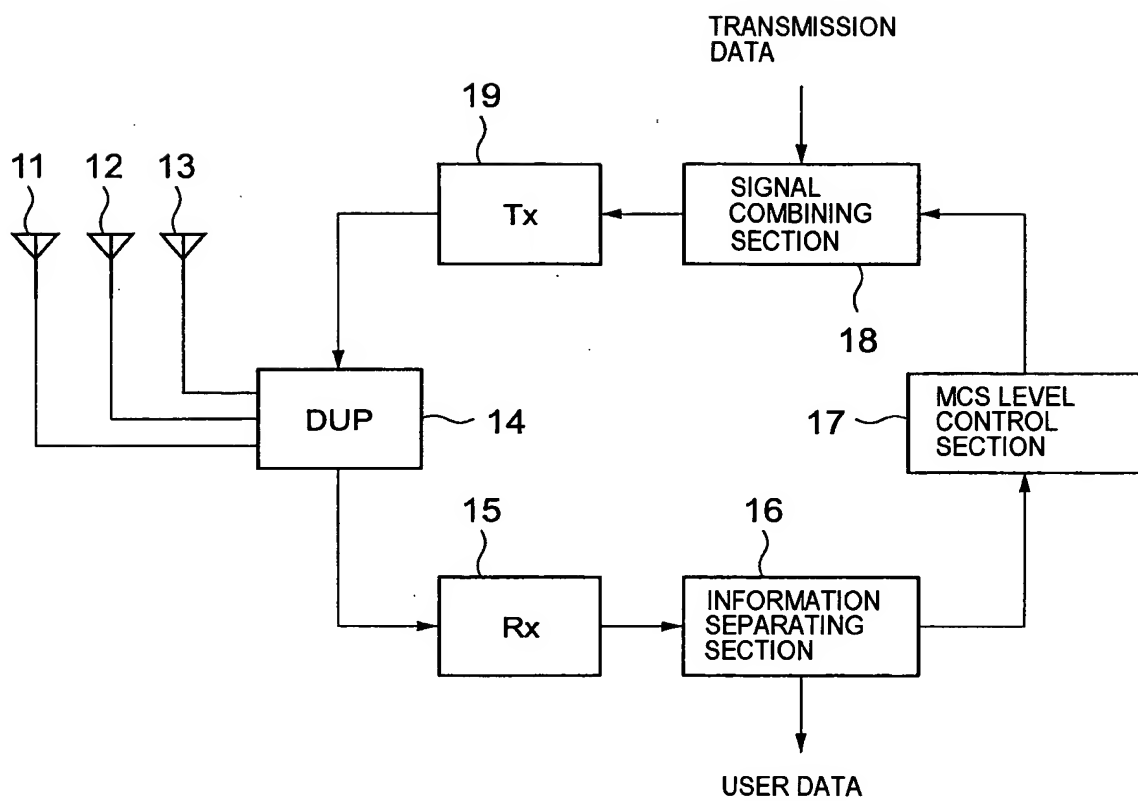 TRANSMISSION
DATA
19
11 12 13
Tx
SIGNAL
COMBINING
SECTION
18
DUP
14
17
MCS LEVEL
CONTROL
SECTION
15
16
Rx
INFORMATION
SEPARATING
SECTION
USER DATA